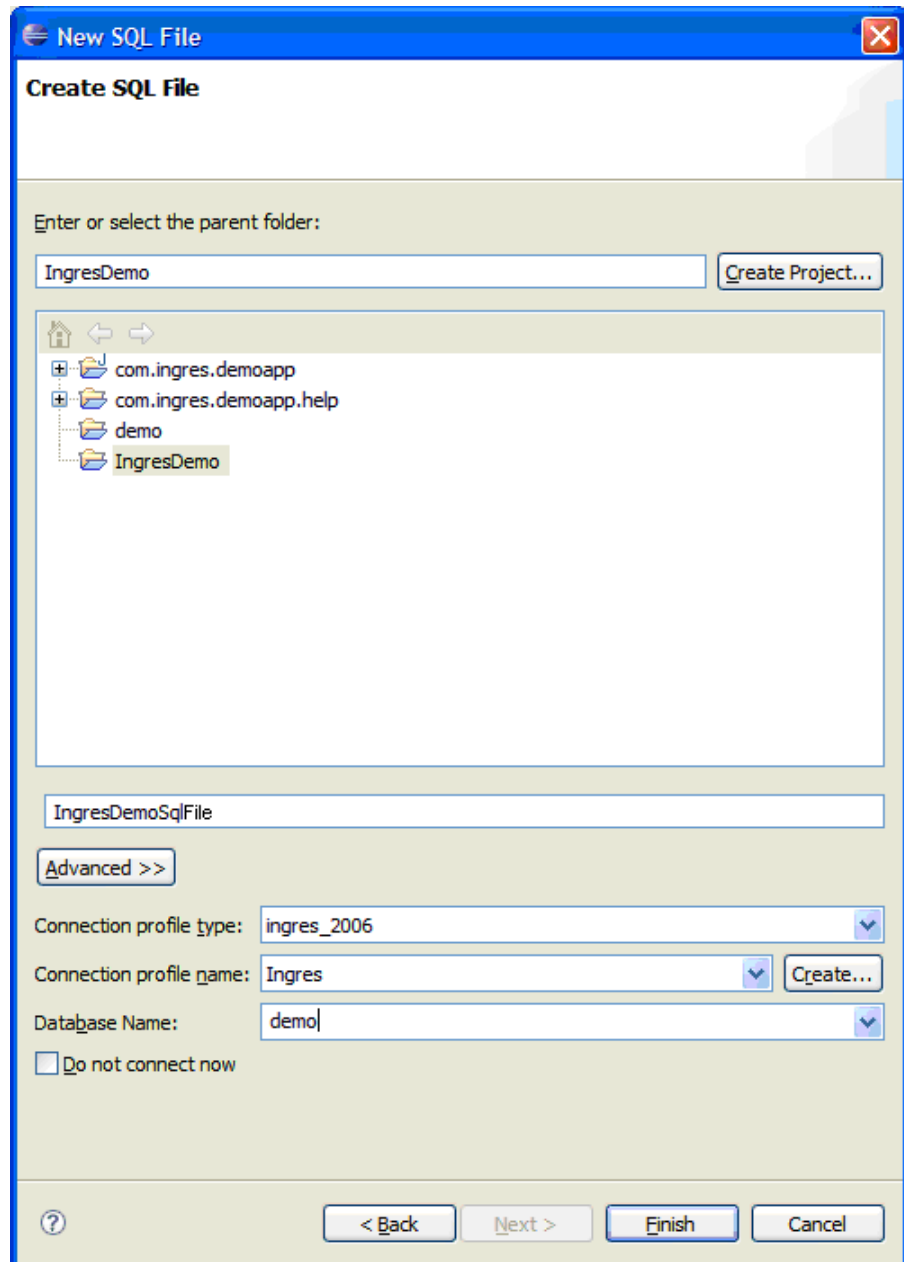 New SQL File
Create SQL File
Enter or select the parent folder:
IngresDemo
Create Project...
com.ingres.demoapp
com.ingres.demoapp.help
demo
IngresDemo
IngresDemoSqlFile
Advanced >>
Connection profile type: ingres_2006
Connection profile name: Ingres Create...
Database Name: demo
Do not connect now
? < Back Next > Finish Cancel